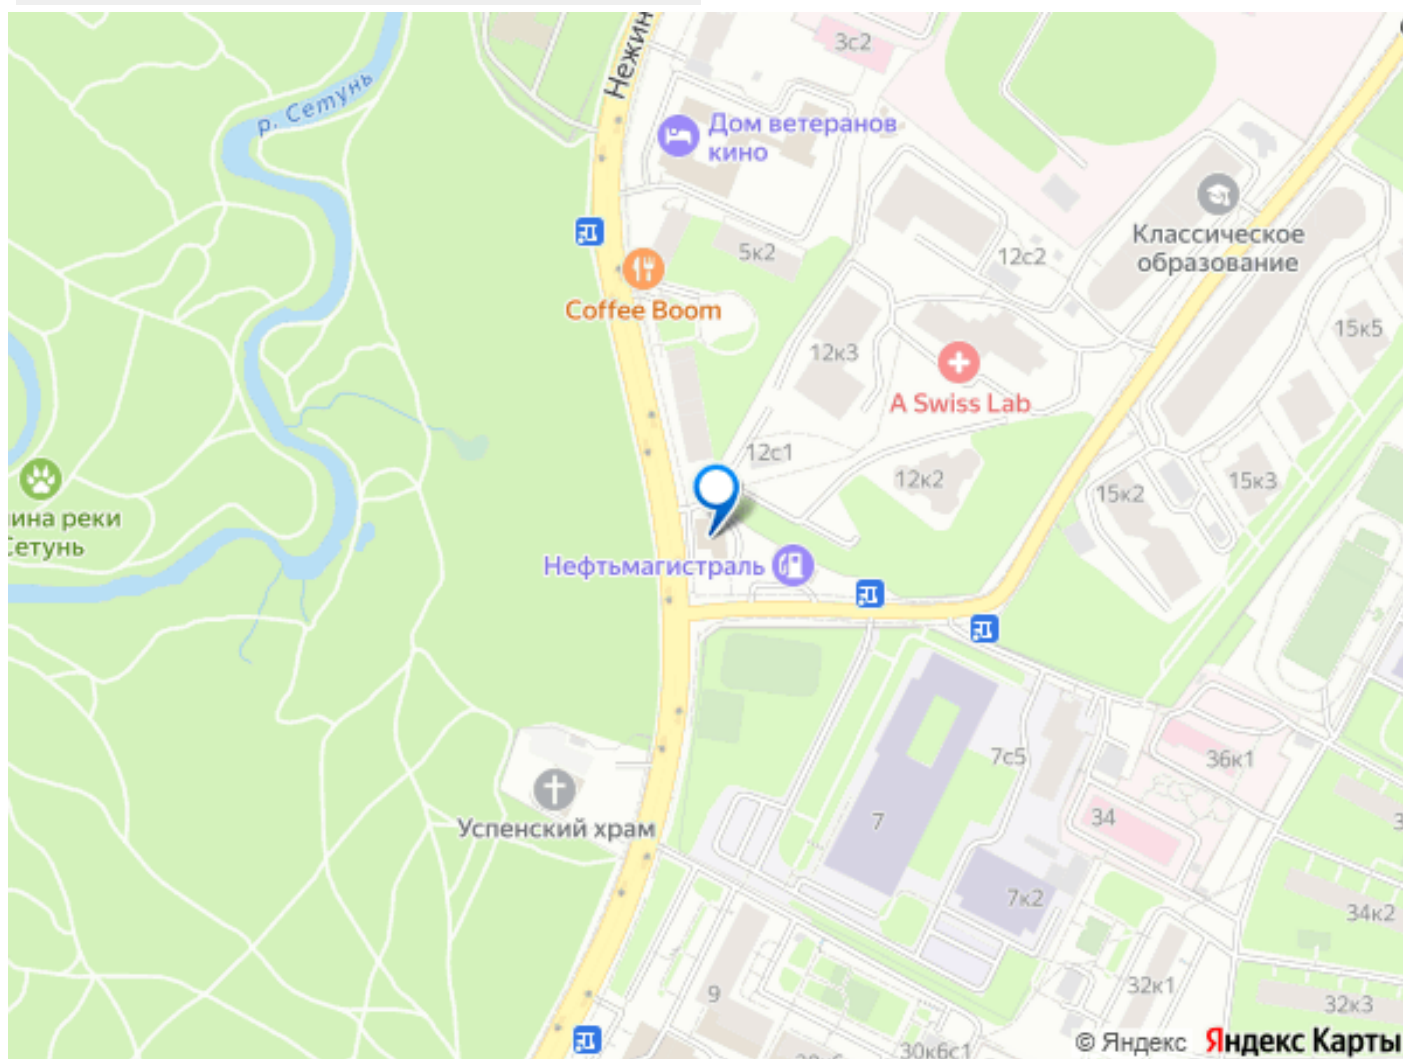 Нежин
3с2
р. Сетунь
Дом ветеранов
кино
Классическое
образование
5к2
12с2
Coffee Boom
15к5
12к3
A Swiss Lab
12с1
12к2
15к2
15к3
ина реки
Сетунь
Нефтьмагистраль
7с5
36к1
Успенский храм
7
34
7к2
34к2
9
32к1
32к3
30к6с1
© Яндекс
Яндекс Карты